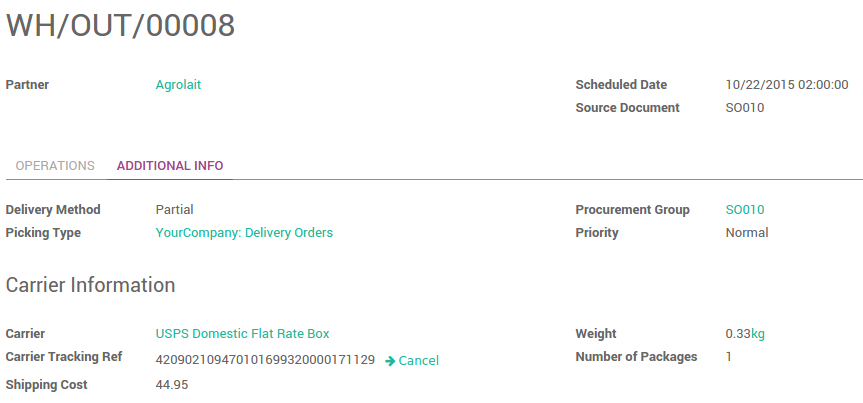 WH/OUT/00008
Partner Agrolait Scheduled Date 10/22/2015 02:00:00
Source Document SO010
OPERATIONS ADDITIONAL INFO
Delivery Method Partial Procurement Group SO010
Picking Type YourCompany: Delivery Orders Priority Normal
Carrier Information
Carrier USPS Domestic Flat Rate Box Weight 0.33kg
Carrier Tracking Ref 420902109470101699320000171129 Cancel Number of Packages 1
Shipping Cost 44.95